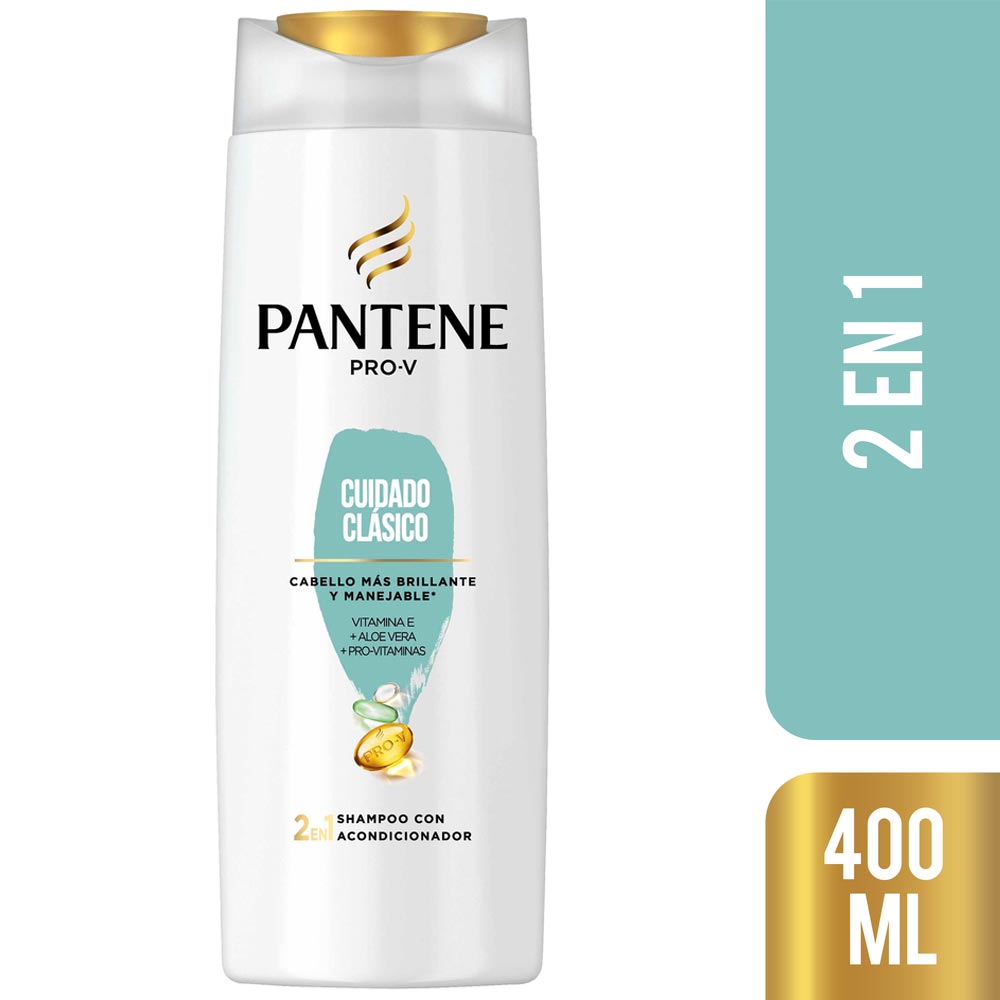 PANTENE
PRO-V
CUIDADO
CLÁSICO
CABELLO MÁS BRILLANTE
Y MANEJABLE*
VITAMINA E
+ ALOE VERA
+ PRO-VITAMINAS
PRO-V
2EN1 SHAMPOO CON
ACONDICIONADOR
2 EN 1
400
ML